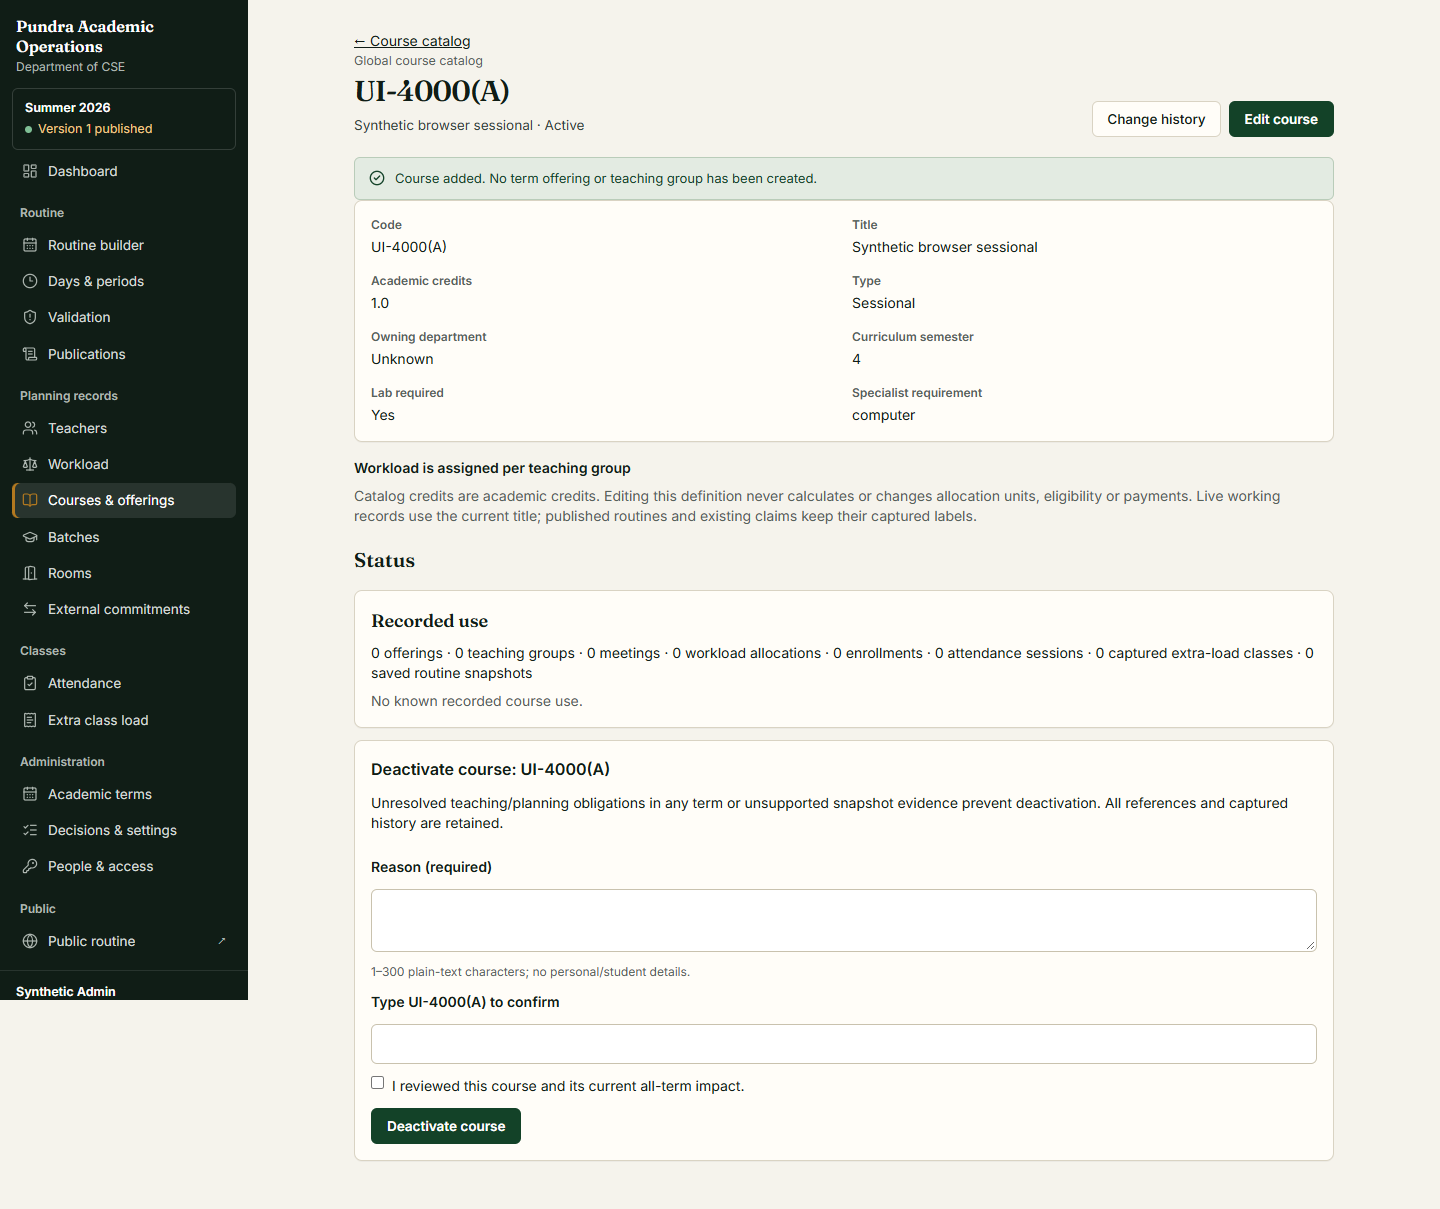 Pundra Academic
Operations
Department of CSE
Summer 2026
Version 1 published
Dashboard
Routine
Routine builder
Days & periods
Validation
Publications
Planning records
Teachers
Workload
Courses & offerings
Batches
Rooms
External commitments
Classes
Attendance
Extra class load
Administration
Academic terms
Decisions & settings
People & access
Public
Public routine ↗
Synthetic Admin
← Course catalog
Global course catalog
UI-4000(A)
Synthetic browser sessional · Active
Change history
Edit course
Course added. No term offering or teaching group has been created.
Code
UI-4000(A)
Title
Synthetic browser sessional
Academic credits
1.0
Type
Sessional
Owning department
Unknown
Curriculum semester
4
Lab required
Yes
Specialist requirement
computer
Workload is assigned per teaching group
Catalog credits are academic credits. Editing this definition never calculates or changes allocation units, eligibility or payments. Live working
records use the current title; published routines and existing claims keep their captured labels.
Status
Recorded use
0 offerings · 0 teaching groups · 0 meetings · 0 workload allocations · 0 enrollments · 0 attendance sessions · 0 captured extra-load classes · 0
saved routine snapshots
No known recorded course use.
Deactivate course: UI-4000(A)
Unresolved teaching/planning obligations in any term or unsupported snapshot evidence prevent deactivation. All references and captured
history are retained.
Reason (required)
1–300 plain-text characters; no personal/student details.
Type UI-4000(A) to confirm
I reviewed this course and its current all-term impact.
Deactivate course